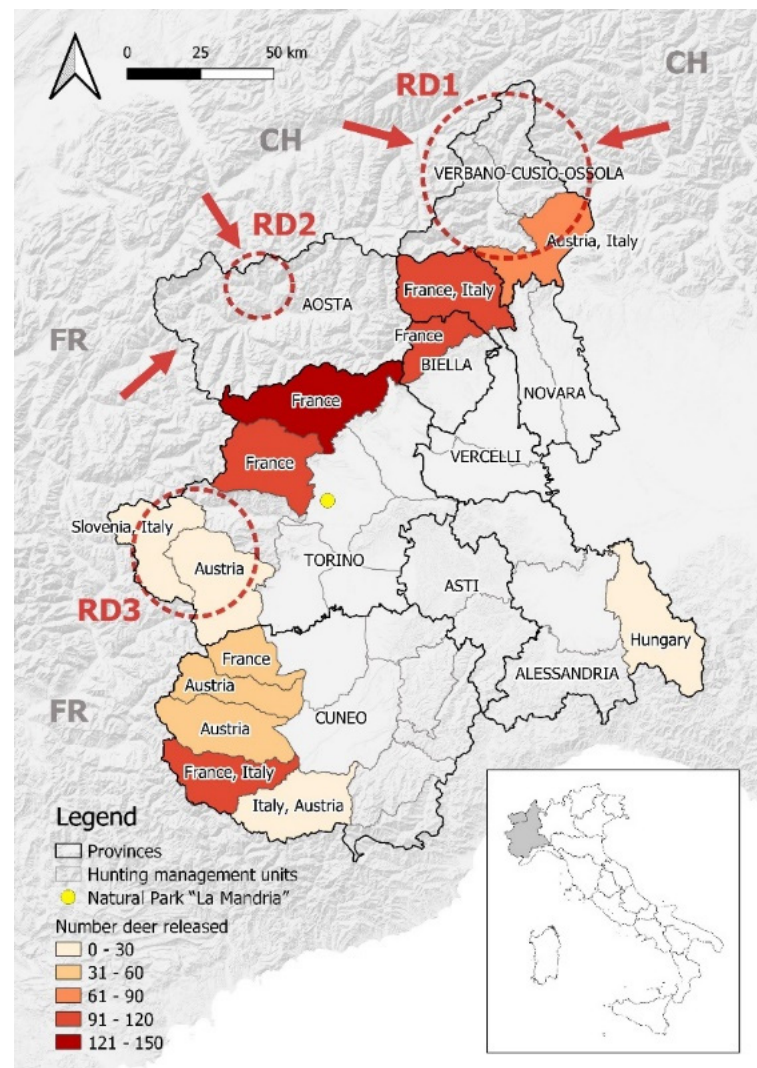 0 25 50 km
CH
RD1
CH
VERBANO-CUSIO-OSSOLA
RD2
Austria, Italy
France, Italy
AOSTA
FR
France
BIELLA
NOVARA
France
VERCELLI
France
Slovenia, Italy
TORINO
Austria
ASTI
RD3
Hungary
France
ALESSANDRIA
Austria
FR
CUNEO
Austria
France, Italy
Italy, Austria
Legend
Provinces
Hunting management units
Natural Park "La Mandria"
Number deer released
0 - 30
31 - 60
61 - 90
91 - 120
121 - 150